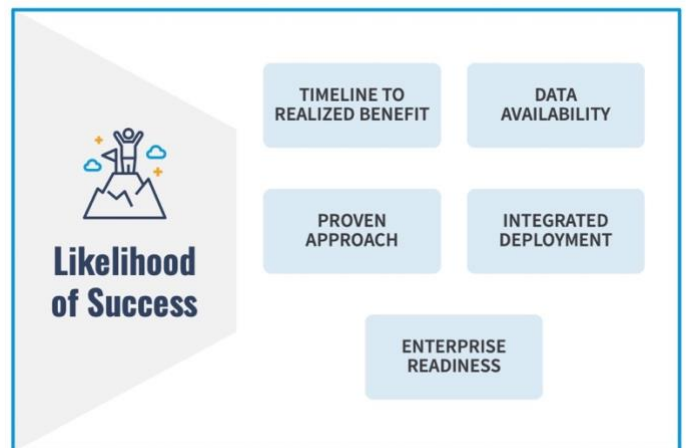 Likelihood
of Success
TIMELINE TO
REALIZED BENEFIT
DATA
AVAILABILITY
PROVEN
APPROACH
INTEGRATED
DEPLOYMENT
ENTERPRISE
READINESS